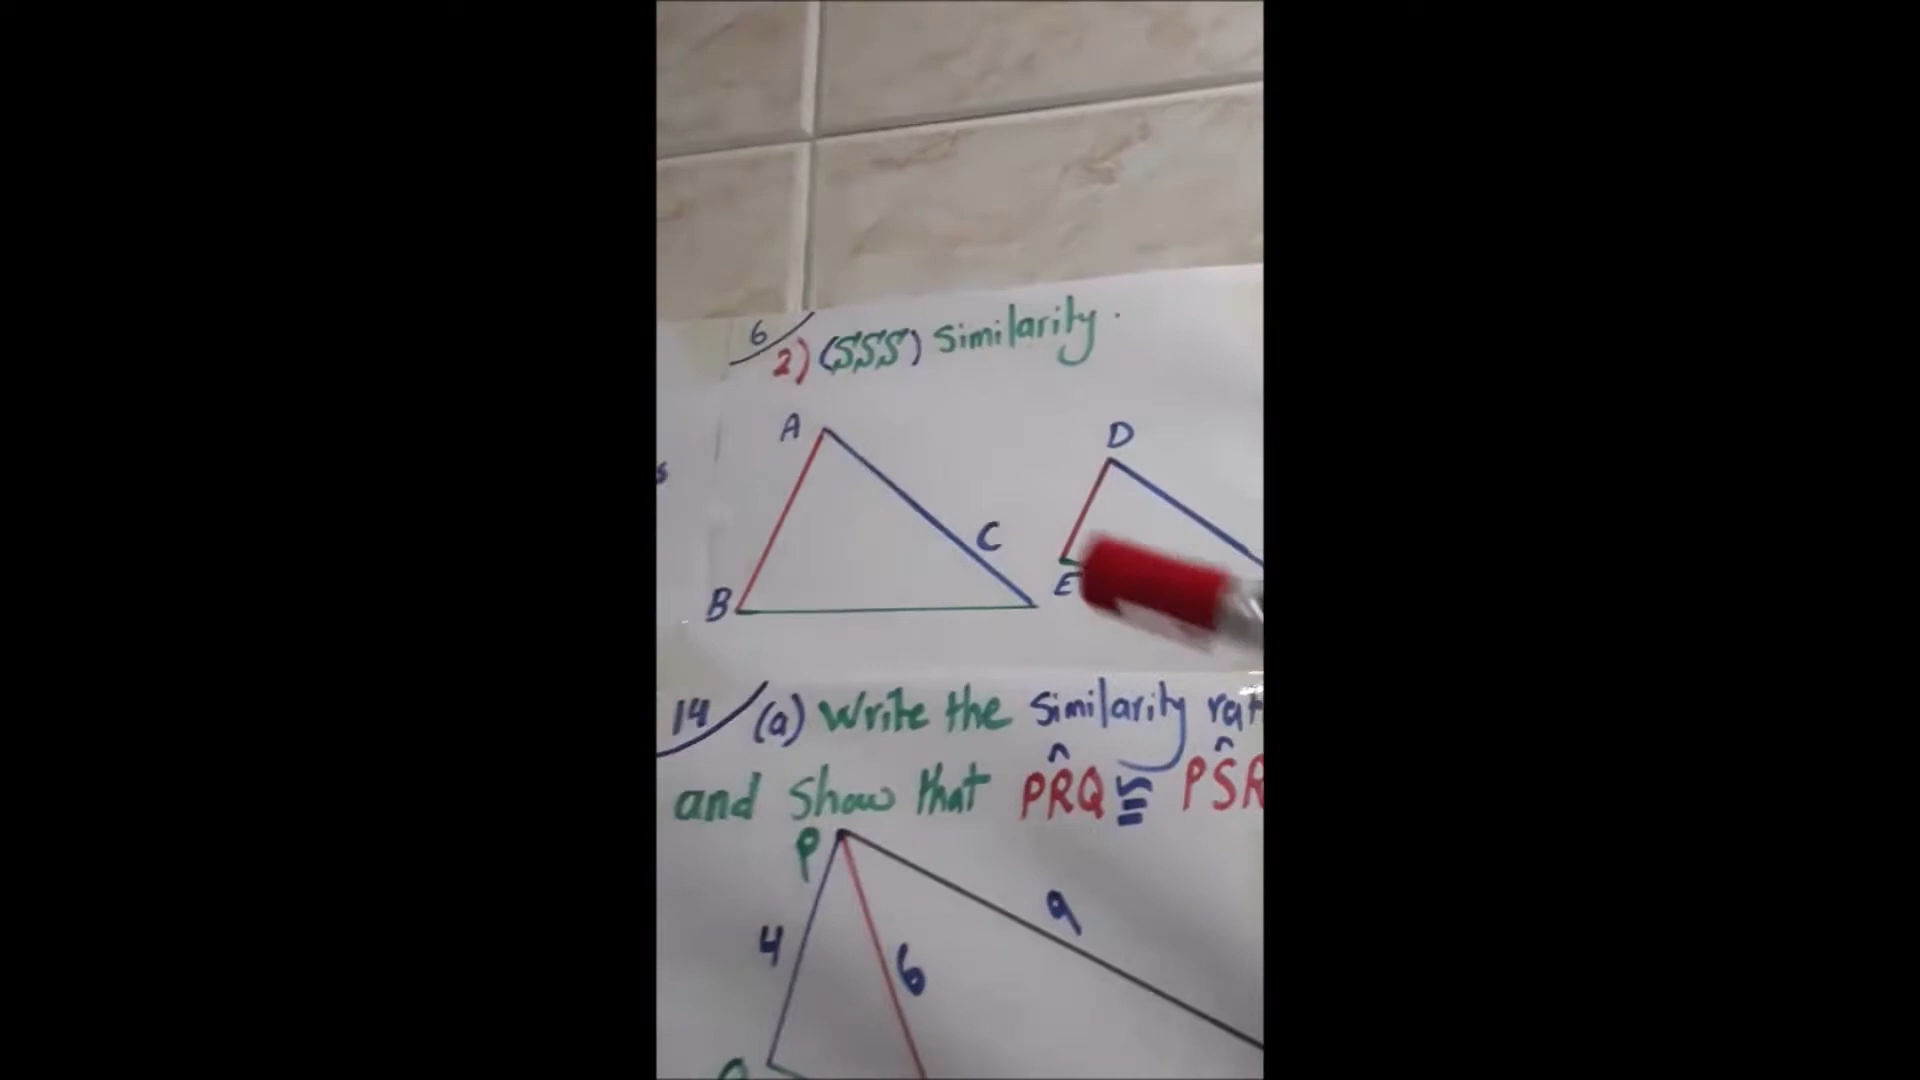 6
2) (SSS) Similarity.
A
D
C
B
E
14 (a) Write the Similarity
and Show that PR̂Q ≅ PŜR
P
9
4
6